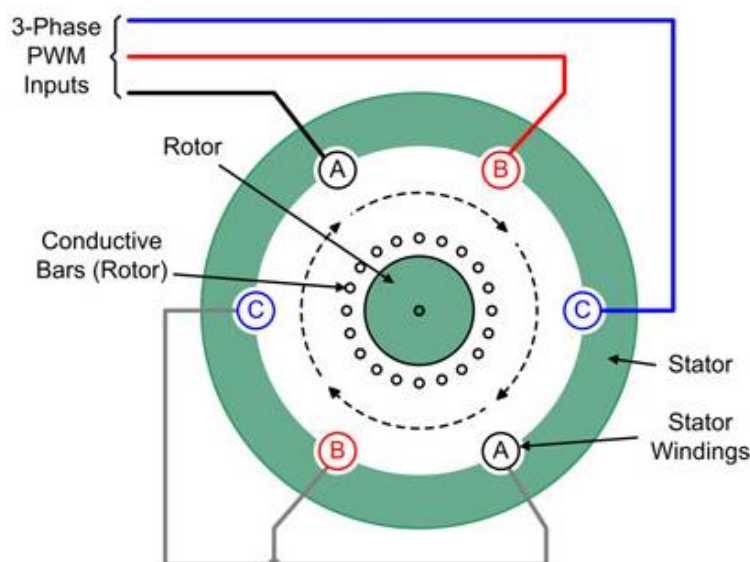 3-Phase
PWM
Inputs
Rotor
A
B
Conductive
Bars (Rotor)
C
C
Stator
B
A
Stator
Windings